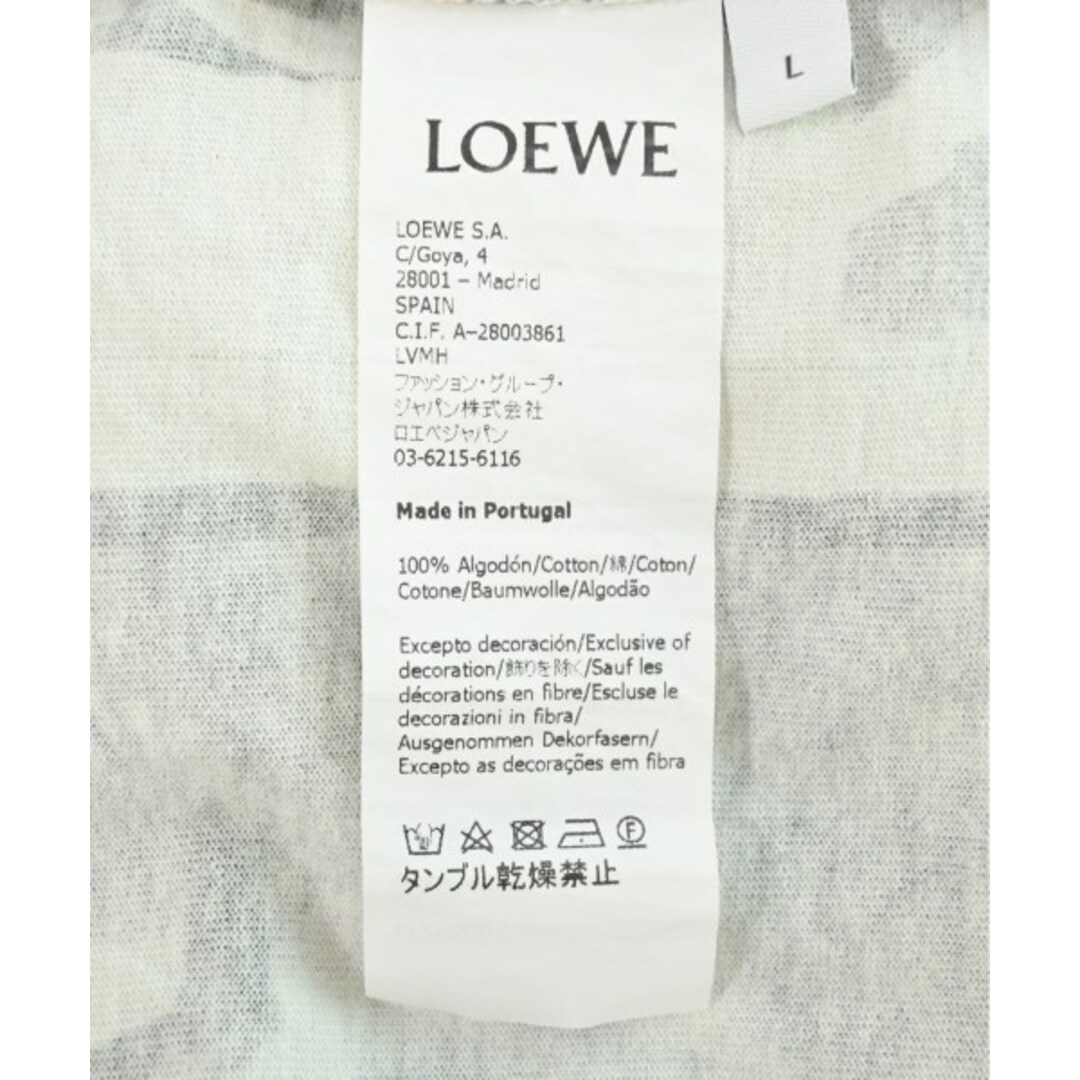 L
LOEWE
LOEWE S.A.
C/Goya, 4
28001 – Madrid
SPAIN
C.I.F. A–28003861
LVMH
ファッション・グループ・
ジャパン株式会社
ロエベジャパン
03-6215-6116
Made in Portugal
100% Algodón/Cotton/綿/Coton/
Cotone/Baumwolle/Algodão
Excepto decoración/Exclusive of
decoration/飾りを除く/Sauf les
décorations en fibre/Escluse le
decorazioni in fibra/
Ausgenommen Dekorfasern/
Excepto as decorações em fibra
F
タンブル乾燥禁止